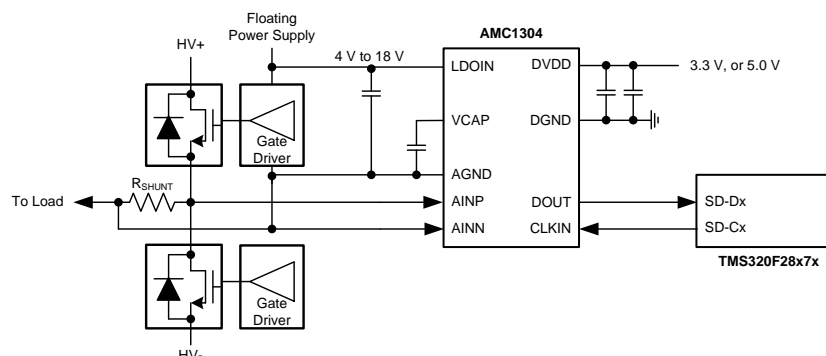 Floating
Power Supply
HV+
4 V to 18 V
AMC1304
LDOIN
DVDD
3.3 V, or 5.0 V
VCAP
DGND
Gate
Driver
AGND
To Load
RSHUNT
AINP
DOUT
SD-Dx
AINN
CLKIN
SD-Cx
TMS320F28x7x
Gate
Driver